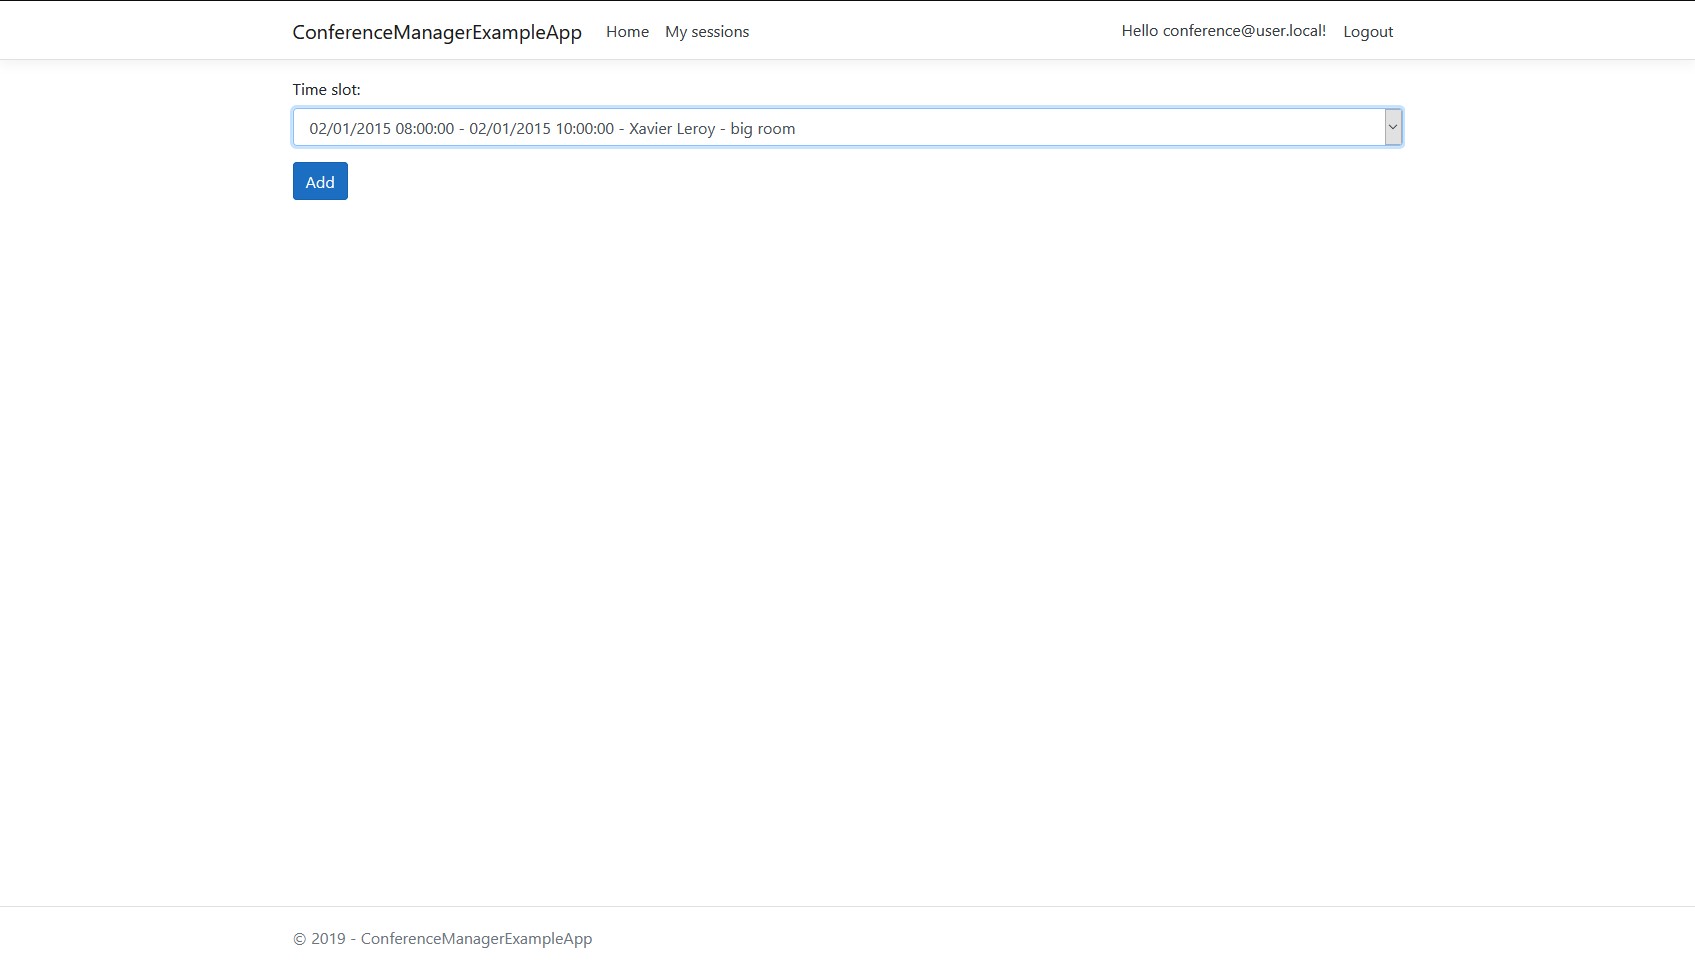 ConferenceManagerExampleApp Home My sessions Hello conference@user.local! Logout
Time slot:
02/01/2015 08:00:00 - 02/01/2015 10:00:00 - Xavier Leroy - big room
Add
© 2019 - ConferenceManagerExampleApp